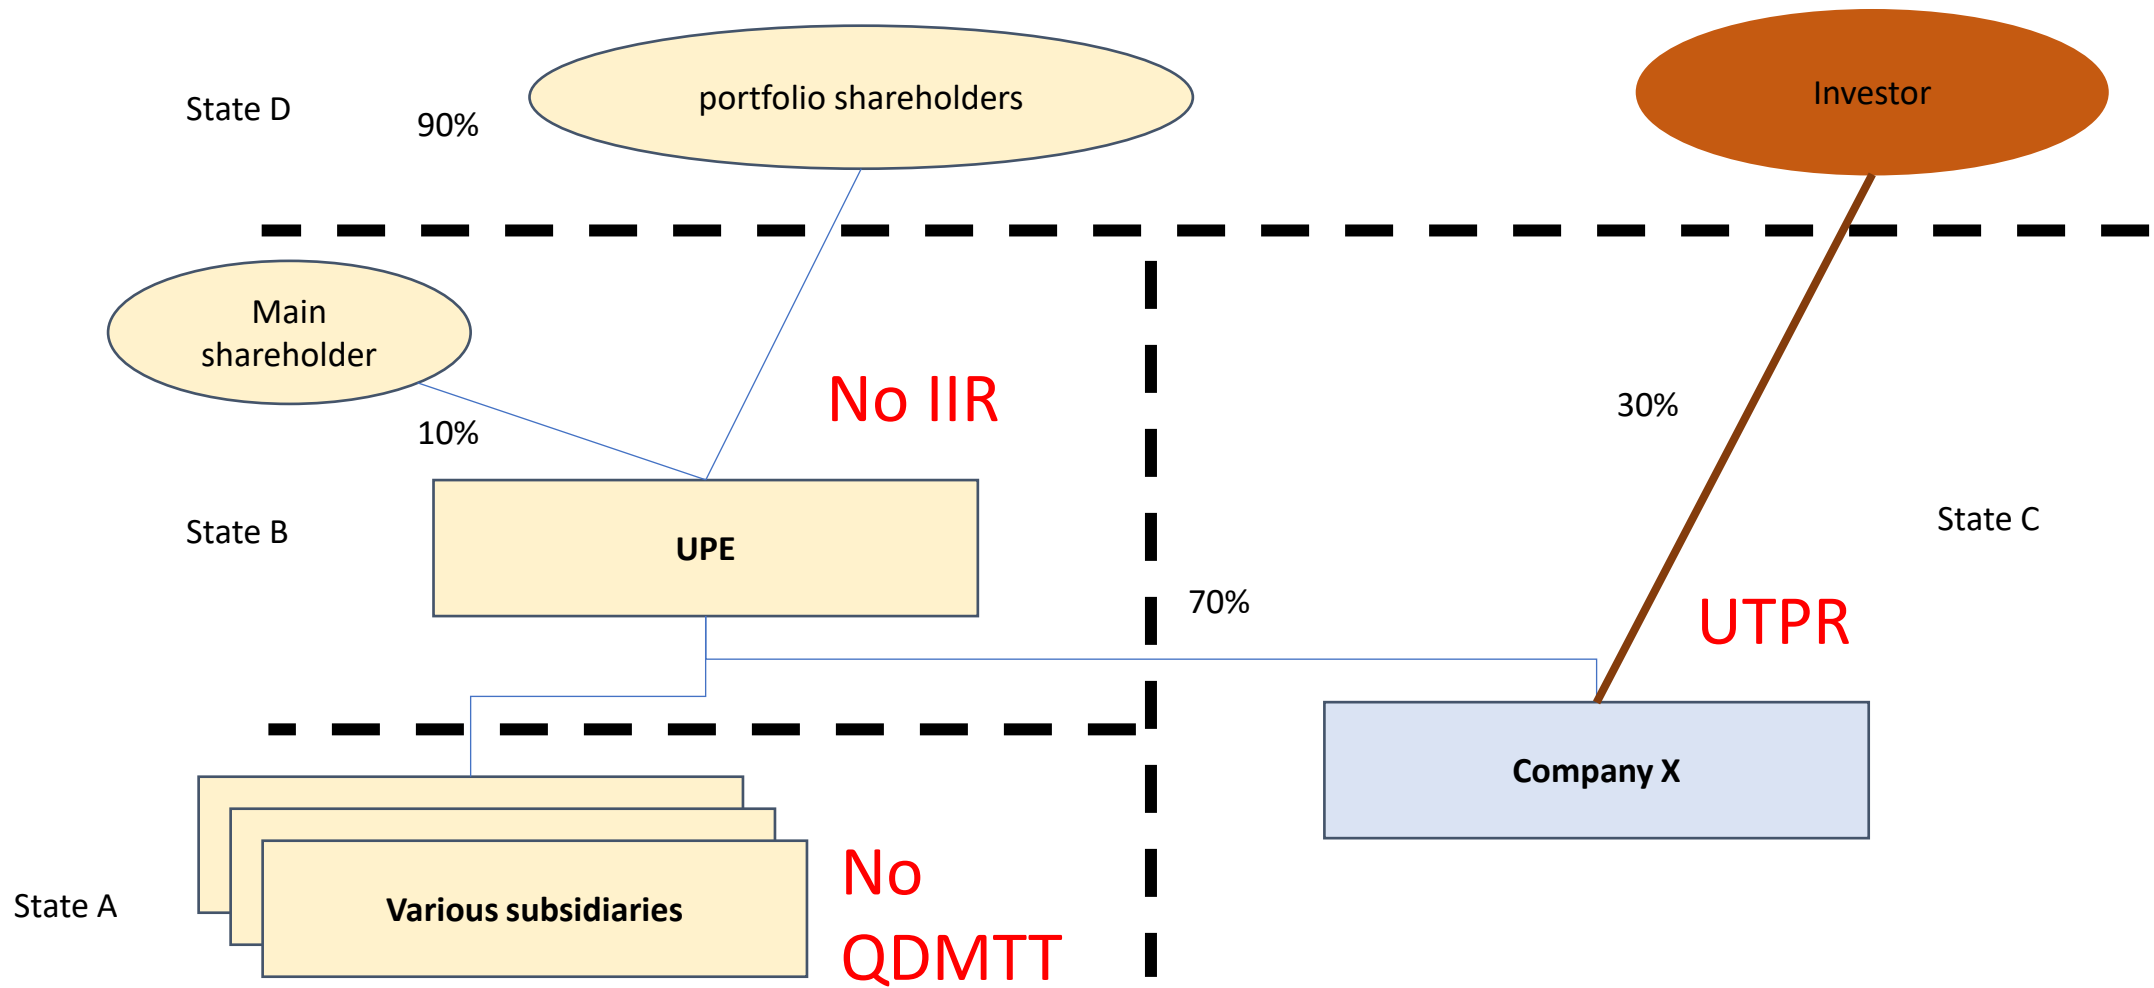 State D
90%
portfolio shareholders
Investor
Main
shareholder
10%
No IIR
30%
State B
UPE
70%
State C
UTPR
Company X
State A
Various subsidiaries
No
QDMTT